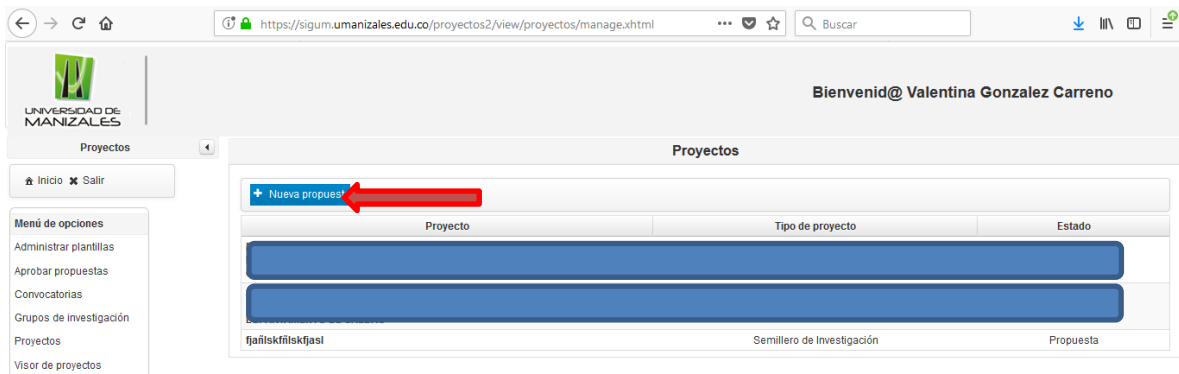 https://sigum.umanizales.edu.co/proyectos2/view/proyectos/manage.xhtml
Buscar
UNIVERSIDAD DE
MANIZALES
Bienvenid@ Valentina Gonzalez Carreno
Proyectos
Proyectos
Inicio Salir
Nueva
Menú de opciones
Proyecto Tipo de proyecto Estado
Administrar plantillas
Aprobar propuestas
Convocatorias
Grupos de investigación
Proyectos
fjañlskfñlskfjasl Semillero de Investigación Propuesta
Visor de proyectos